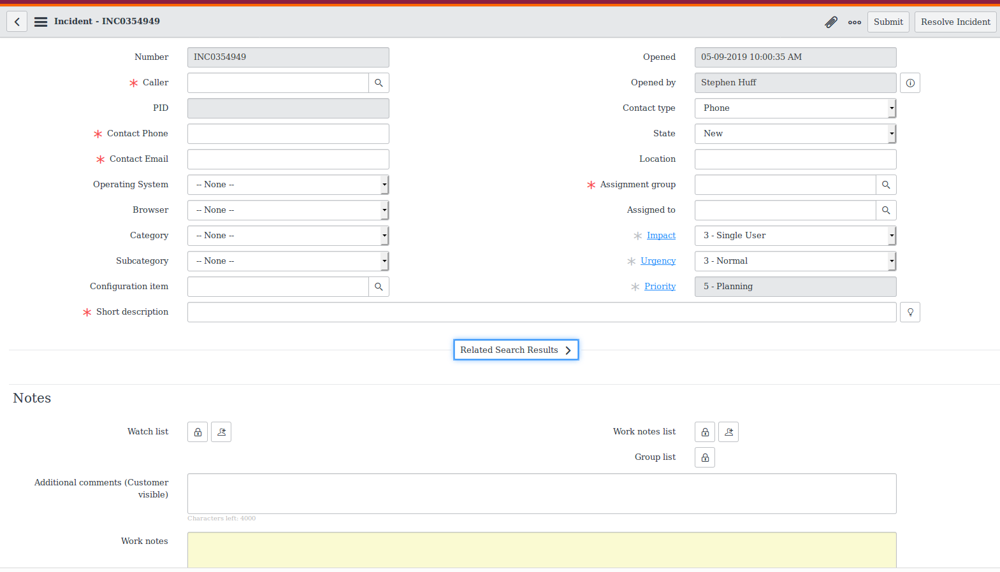 Incident - INC0354949
Submit
Resolve Incident
Number INC0354949
Opened 05-09-2019 10:00:35 AM
Caller
Opened by Stephen Huff
PID
Contact type Phone
Contact Phone
State New
Contact Email
Location
Operating System -- None --
Assignment group
Browser -- None --
Assigned to
Category -- None --
Impact 3 - Single User
Subcategory -- None --
Urgency 3 - Normal
Configuration item
Priority 5 - Planning
Short description
Related Search Results
Notes
Watch list
Work notes list
Group list
Additional comments (Customer
visible)
Characters left: 4000
Work notes